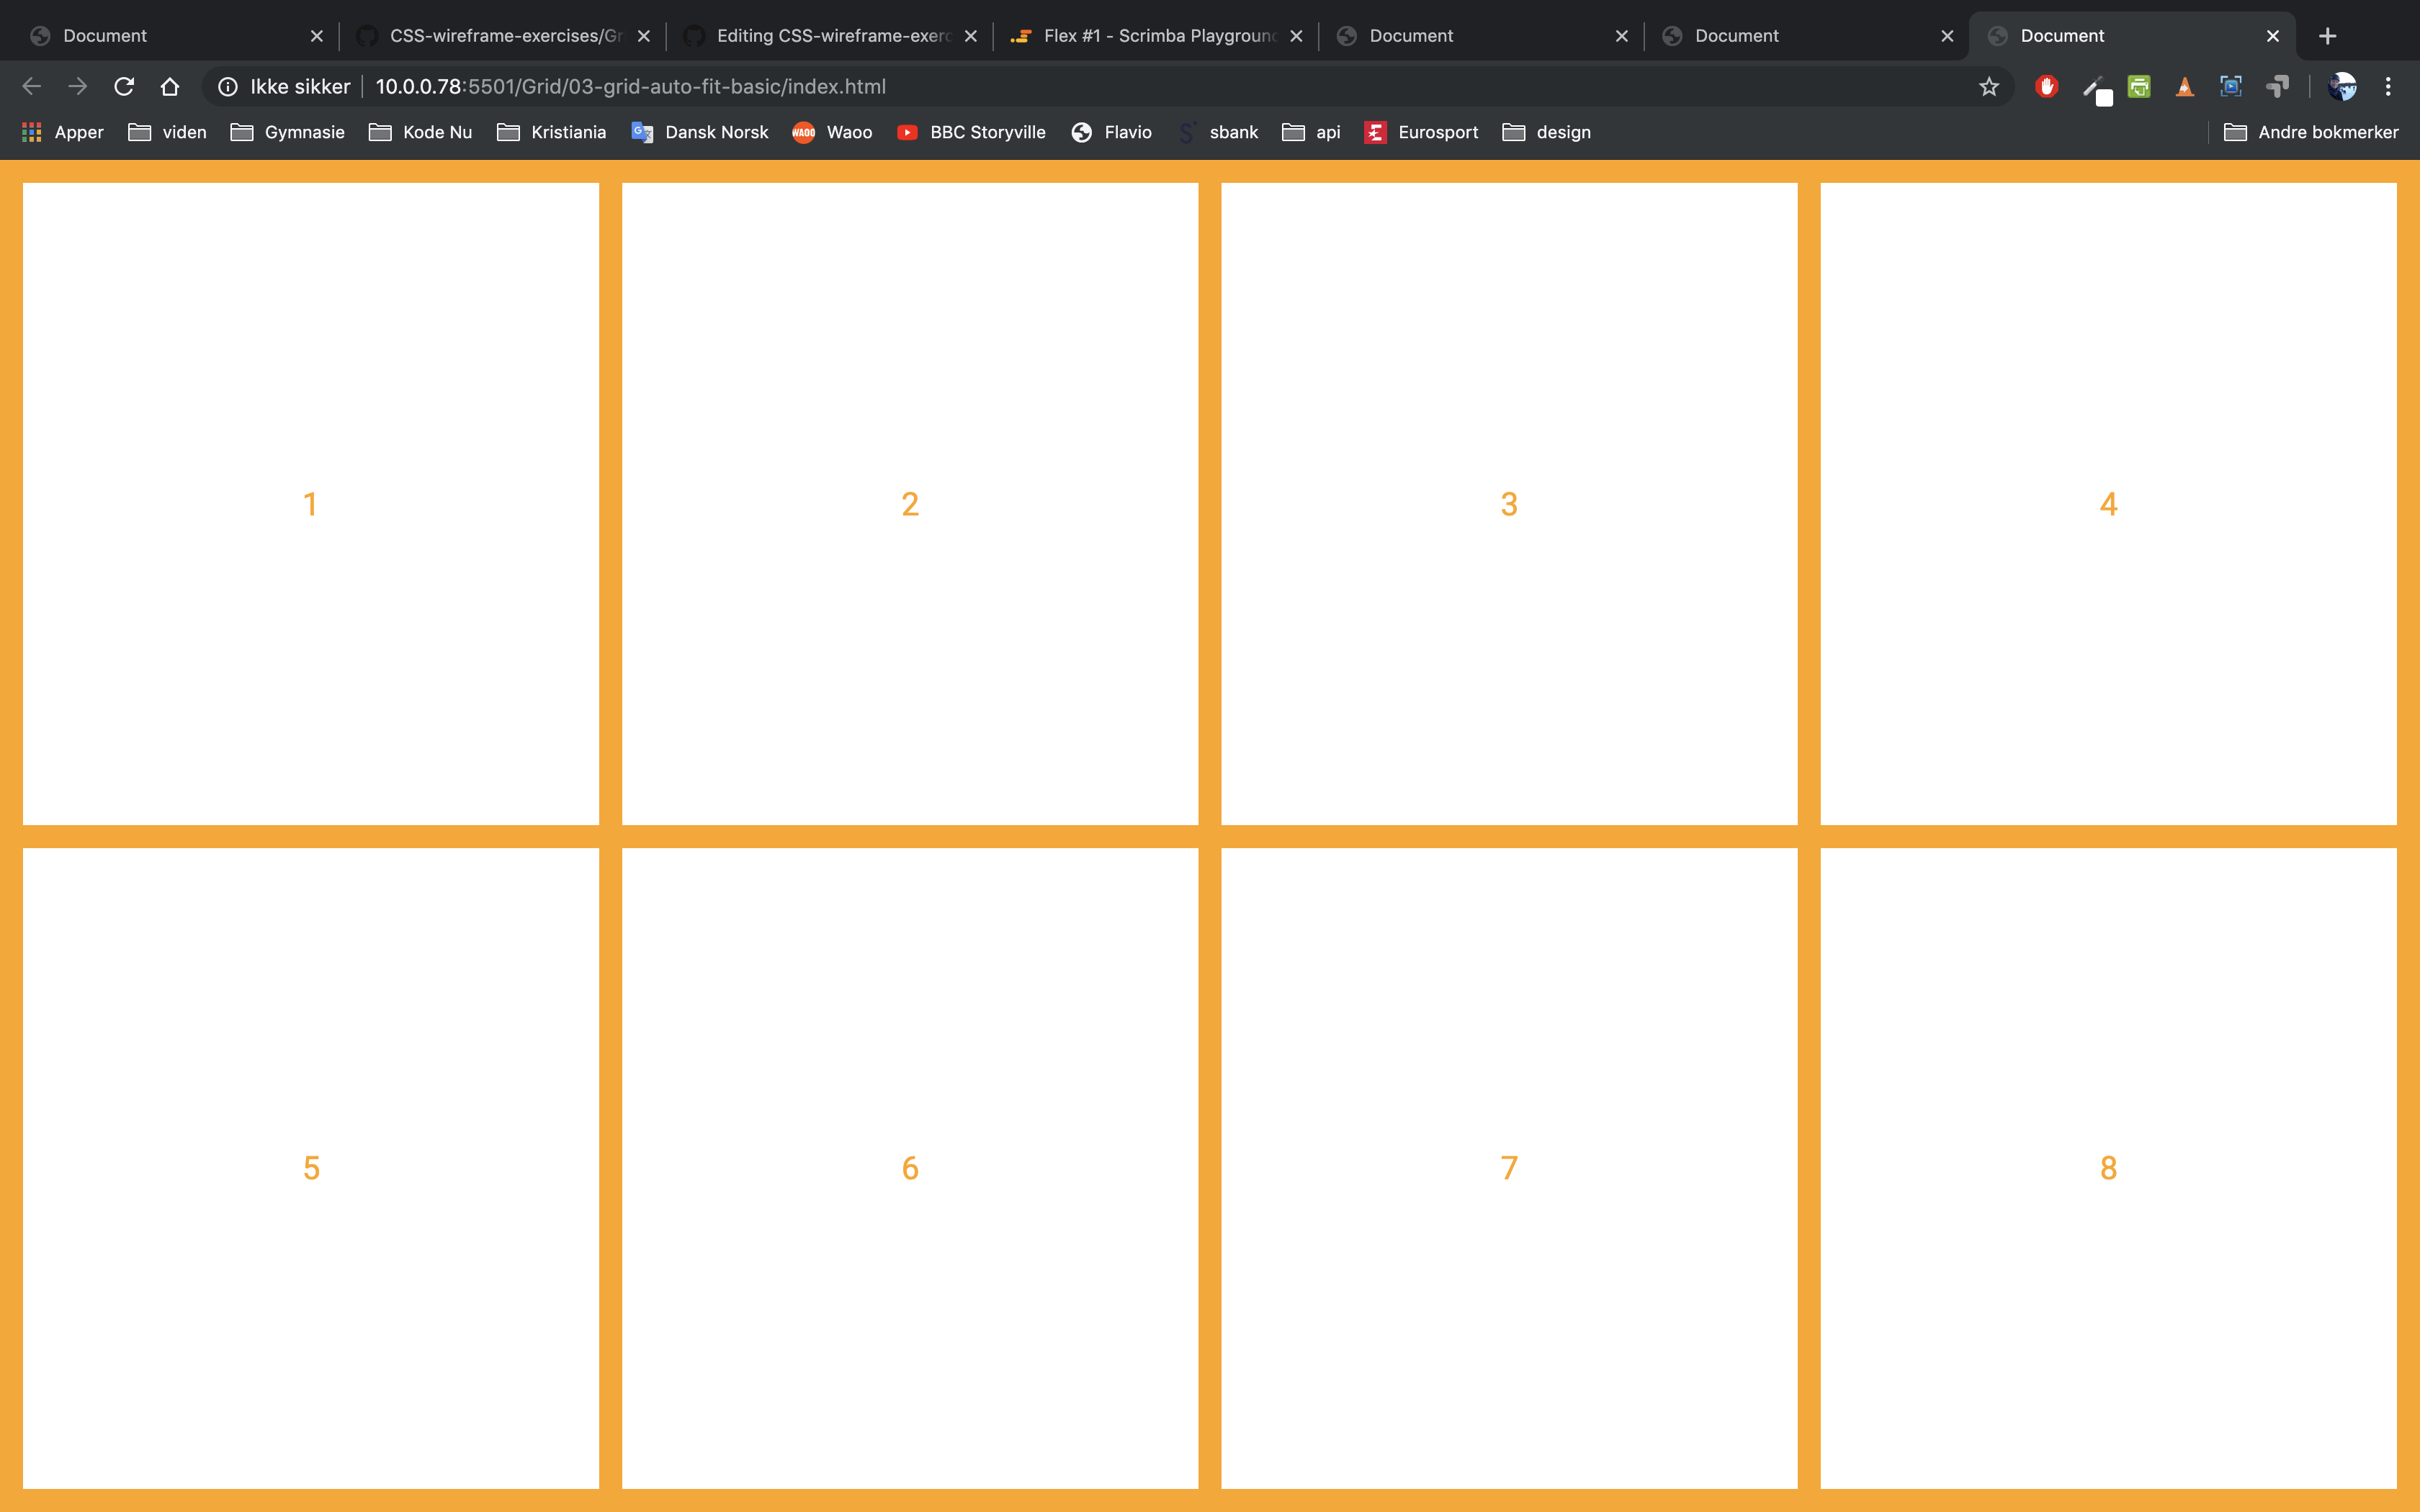 Document CSS-wireframe-exercises/Gr Editing CSS-wireframe-exerc Flex #1 - Scrimba Playground Document Document Document
Ikke sikker 10.0.0.78:5501/Grid/03-grid-auto-fit-basic/index.html
Apper viden Gymnasie Kode Nu Kristiania Dansk Norsk WAOO Waoo BBC Storyville Flavio sbank api Eurosport design Andre bokmerker
1 2 3 4
5 6 7 8